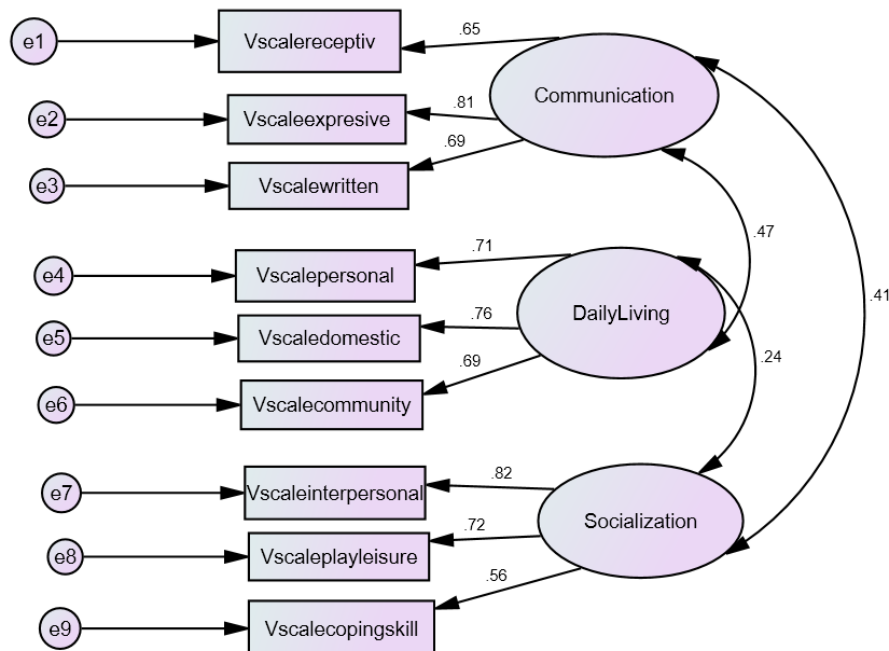 e1
Vscalereceptiv
.65
Communication
e2
Vscaleexpresive
.81
e3
Vscalewritten
.69
.47
.41
e4
Vscalepersonal
.71
DailyLiving
e5
Vscaledomestic
.76
.24
e6
Vscalecommunity
.69
e7
Vscaleinterpersonal
.82
Socialization
e8
Vscaleplayleisure
.72
e9
Vscalecopingskill
.56